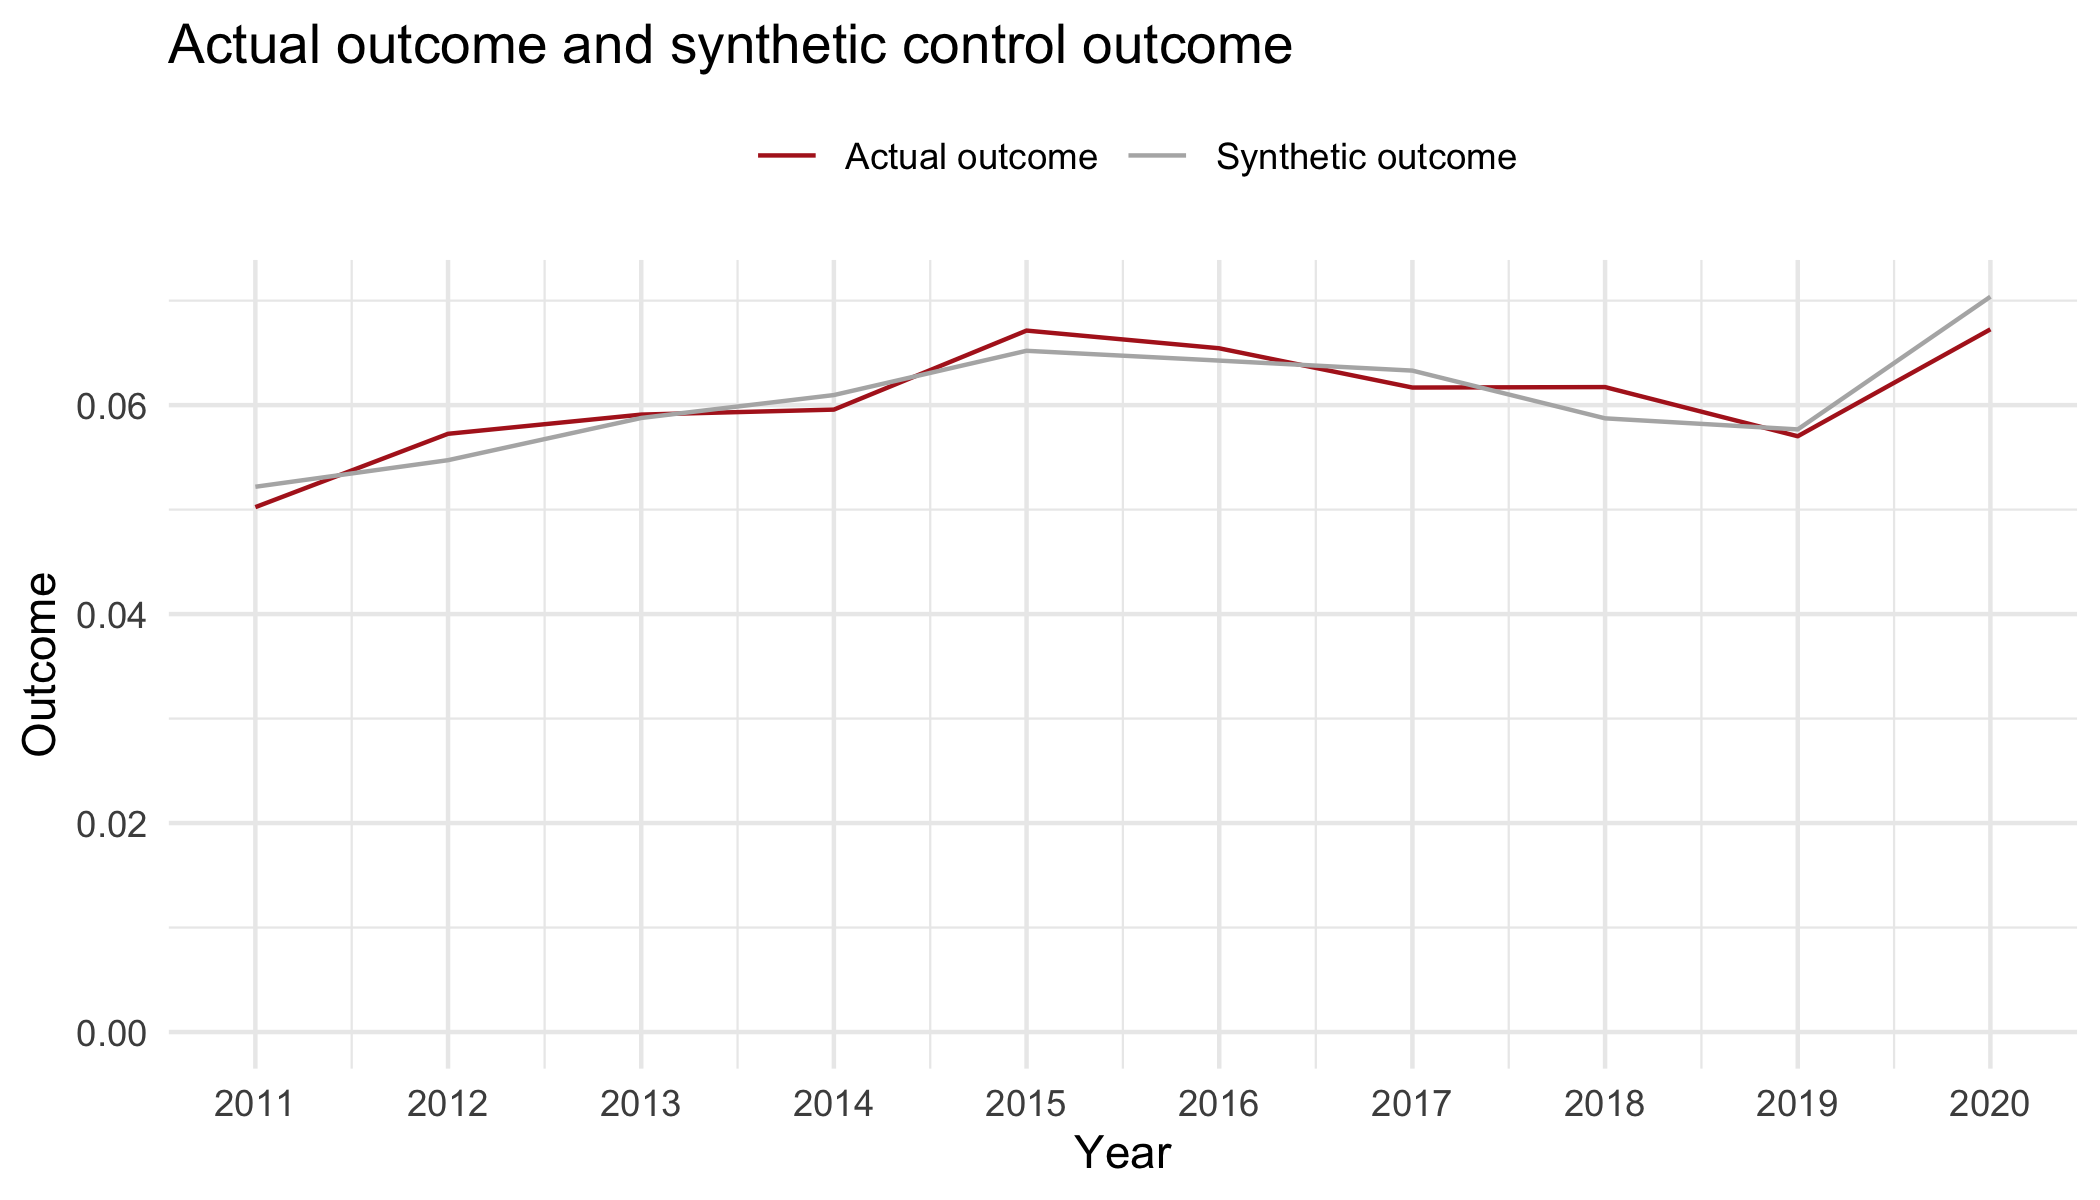 Actual outcome and synthetic control outcome
Actual outcome Synthetic outcome
Outcome
0.06
0.04
0.02
0.00
2011 2012 2013 2014 2015 2016 2017 2018 2019 2020
Year